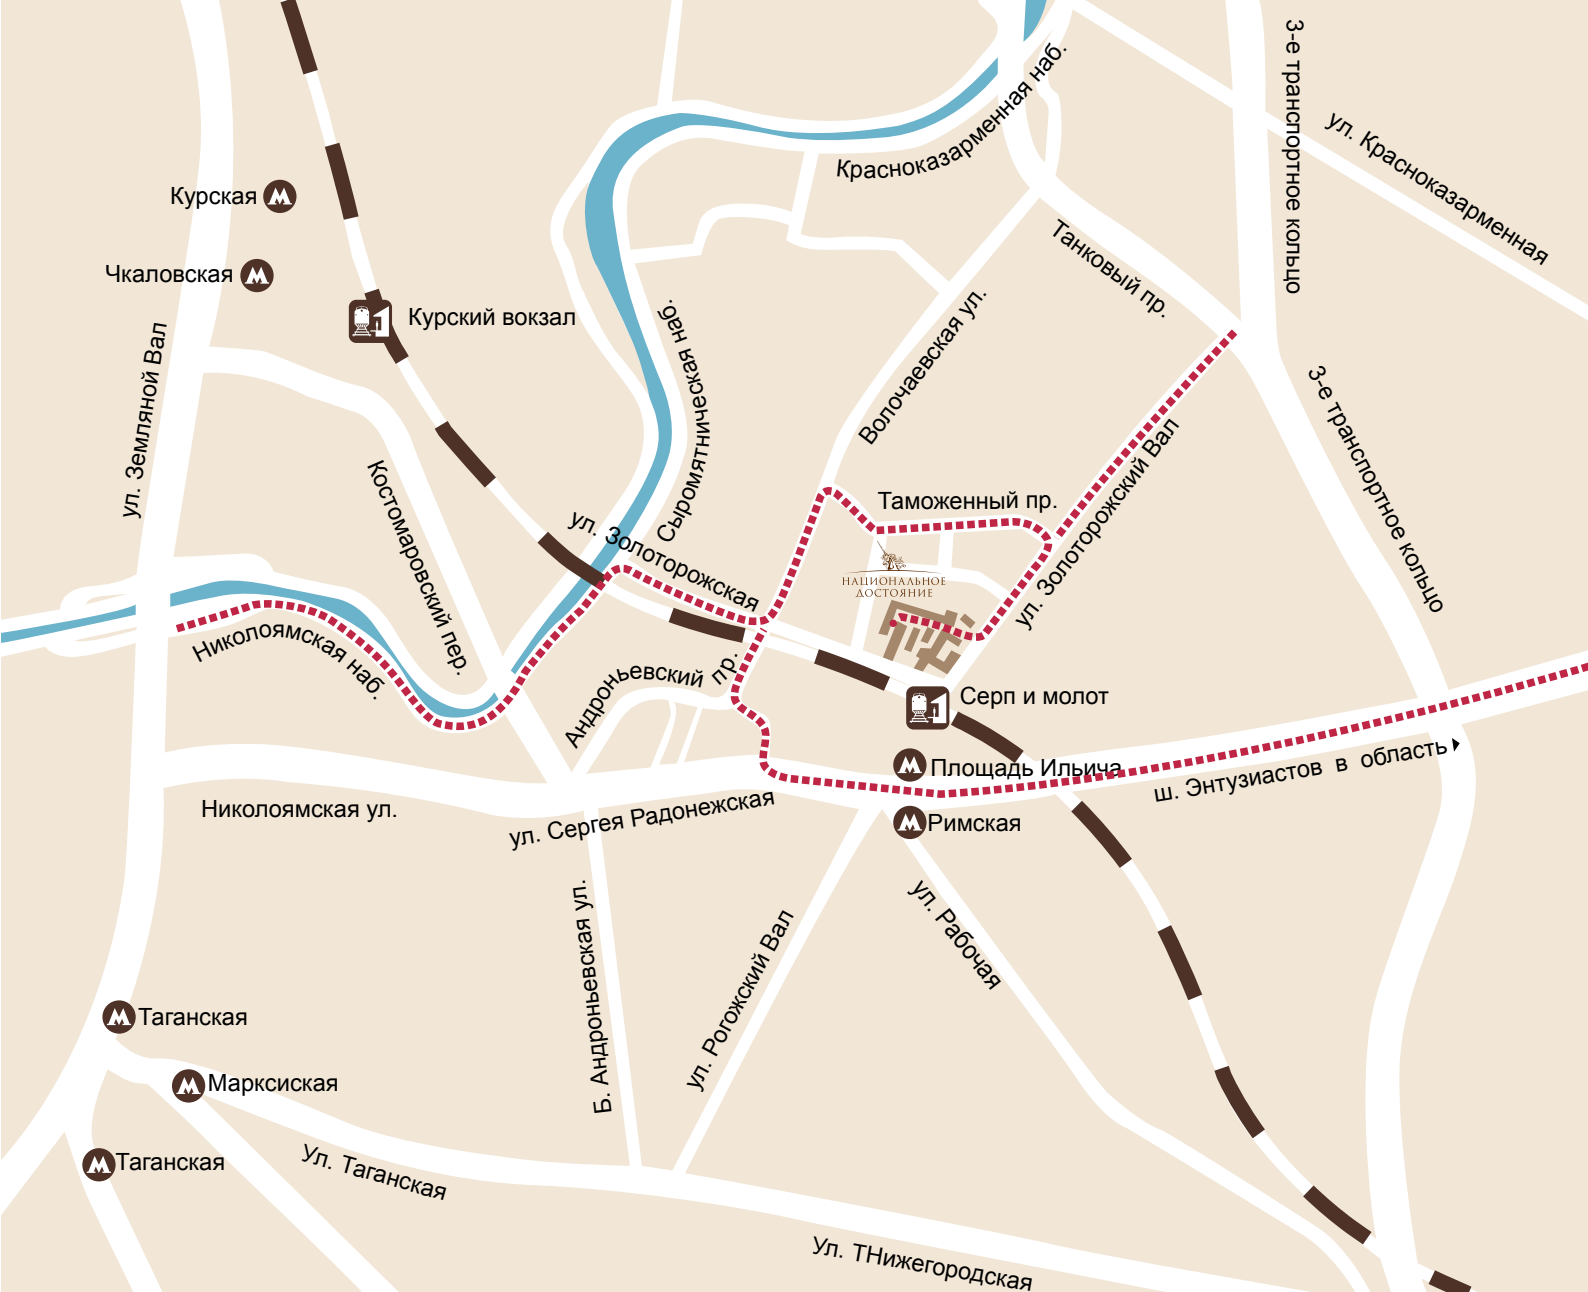 3-е транспортное кольцо
Красноказарменная наб.
ул. Красноказарменная
Курская
Танковый пр.
Чкаловская
Курский вокзал
Сыромятническая наб.
Волочаевская ул.
ул. Земляной Вал
3-е транспортное кольцо
Костомаровский пер.
ул. Золоторожский Вал
Таможенный пр.
ул. Золоторожская
НАЦИОНАЛЬНОЕ
ДОСТОЯНИЕ
Николоямская наб.
Андроньевский пр.
Серп и молот
Площадь Ильича
ш. Энтузиастов в область
Николоямская ул.
ул. Сергея Радонежская
Римская
Б. Андроньевская ул.
ул. Рогожский Вал
ул. Рабочая
Таганская
Марксиская
Таганская
Ул. Таганская
Ул. ТНижегородская